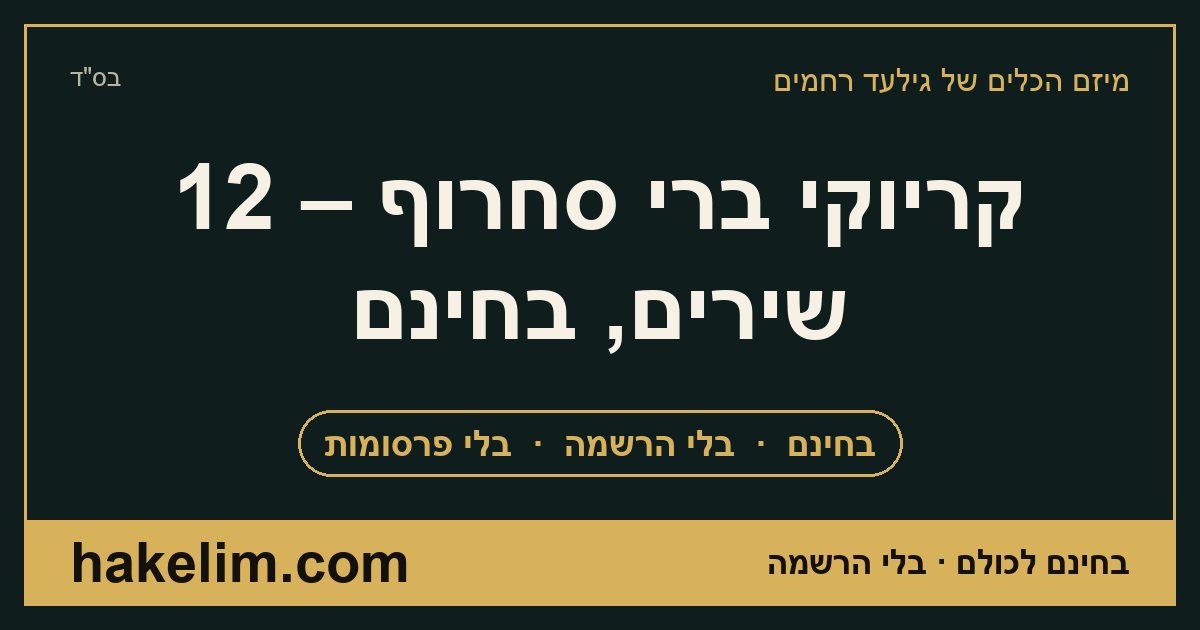 מיזם הכלים של גילעד רחמים
בס"ד
קריוקי ברי סחרוף – 12
שירים, בחינם
בחינם · בלי הרשמה · בלי פרסומות
בחינם לכולם · בלי הרשמה
hakelim.com